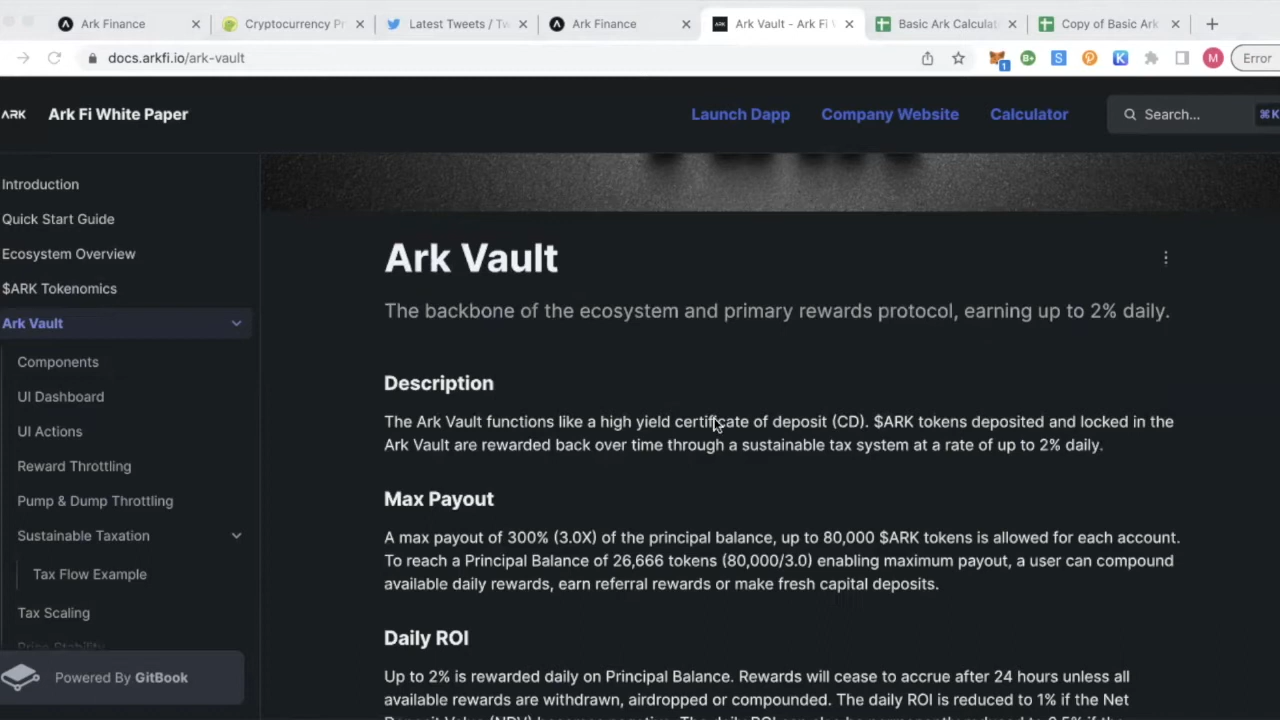 Ark Finance
Cryptocurrency Pr
Latest Tweets / Tw
Ark Finance
Ark Vault - Ark Fi W
Basic Ark Calculat
Copy of Basic Ark
docs.arkfi.io/ark-vault
1
B+
S
P
K
M
Error
ARK
Ark Fi White Paper
Launch Dapp
Company Website
Calculator
Search...
⌘K
Introduction
Quick Start Guide
Ecosystem Overview
$ARK Tokenomics
Ark Vault
Components
UI Dashboard
UI Actions
Reward Throttling
Pump & Dump Throttling
Sustainable Taxation
Tax Flow Example
Tax Scaling
Price Stability
Powered By GitBook
Ark Vault
The backbone of the ecosystem and primary rewards protocol, earning up to 2% daily.
Description
The Ark Vault functions like a high yield certificate of deposit (CD). $ARK tokens deposited and locked in the
Ark Vault are rewarded back over time through a sustainable tax system at a rate of up to 2% daily.
Max Payout
A max payout of 300% (3.0X) of the principal balance, up to 80,000 $ARK tokens is allowed for each account.
To reach a Principal Balance of 26,666 tokens (80,000/3.0) enabling maximum payout, a user can compound
available daily rewards, earn referral rewards or make fresh capital deposits.
Daily ROI
Up to 2% is rewarded daily on Principal Balance. Rewards will cease to accrue after 24 hours unless all
available rewards are withdrawn, airdropped or compounded. The daily ROI is reduced to 1% if the Net
Deposit Value (NDV) becomes negative. The daily ROI can also be permanently reduced to 0.5% if the